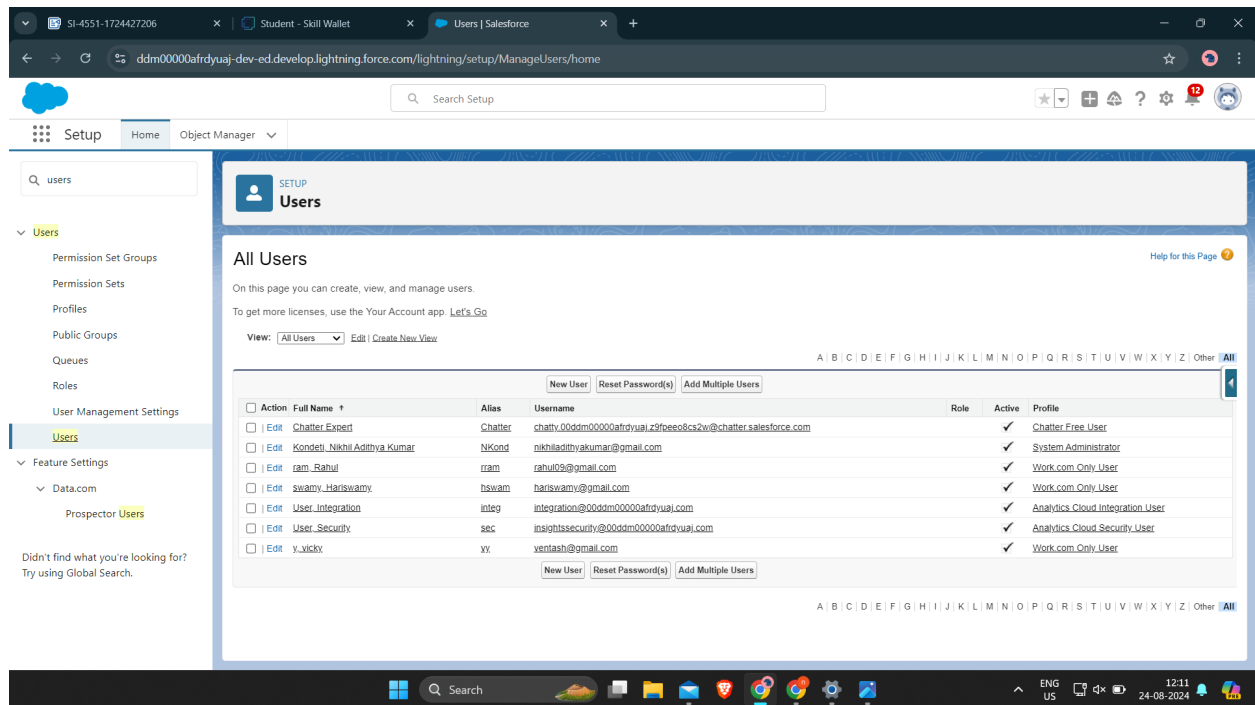 SI-4551-1724427206
Student - Skill Wallet
Users | Salesforce
ddm00000afrdyuaj-dev-ed.develop.lightning.force.com/lightning/setup/ManageUsers/home
Search Setup
12
Setup Home Object Manager
users
Users
Permission Set Groups
Permission Sets
Profiles
Public Groups
Queues
Roles
User Management Settings
Users
Feature Settings
Data.com
Prospector Users
Didn't find what you're looking for?
Try using Global Search.
SETUP
Users
All Users
Help for this Page
On this page you can create, view, and manage users.
To get more licenses, use the Your Account app. Let's Go
View: All Users Edit | Create New View
A | B | C | D | E | F | G | H | I | J | K | L | M | N | O | P | Q | R | S | T | U | V | W | X | Y | Z | Other All
New User Reset Password(s) Add Multiple Users
Action Full Name ↑ Alias Username Role Active Profile
| Edit Chatter Expert Chatter chatty.00ddm00000afrdyuaj.z9fpeeo8cs2w@chatter.salesforce.com ✓ Chatter Free User
| Edit Kondeti, Nikhil Adithya Kumar NKond nikhiladithyakumar@gmail.com ✓ System Administrator
| Edit ram, Rahul rram rahul09@gmail.com ✓ Work.com Only User
| Edit swamy, Hariswamy hswam hariswamy@gmail.com ✓ Work.com Only User
| Edit User, Integration integ integration@00ddm00000afrdyuaj.com ✓ Analytics Cloud Integration User
| Edit User, Security sec insightssecurity@00ddm00000afrdyuaj.com ✓ Analytics Cloud Security User
| Edit y, vicky vy ventash@gmail.com ✓ Work.com Only User
New User Reset Password(s) Add Multiple Users
A | B | C | D | E | F | G | H | I | J | K | L | M | N | O | P | Q | R | S | T | U | V | W | X | Y | Z | Other All
Search
ENG
US
12:11
24-08-2024